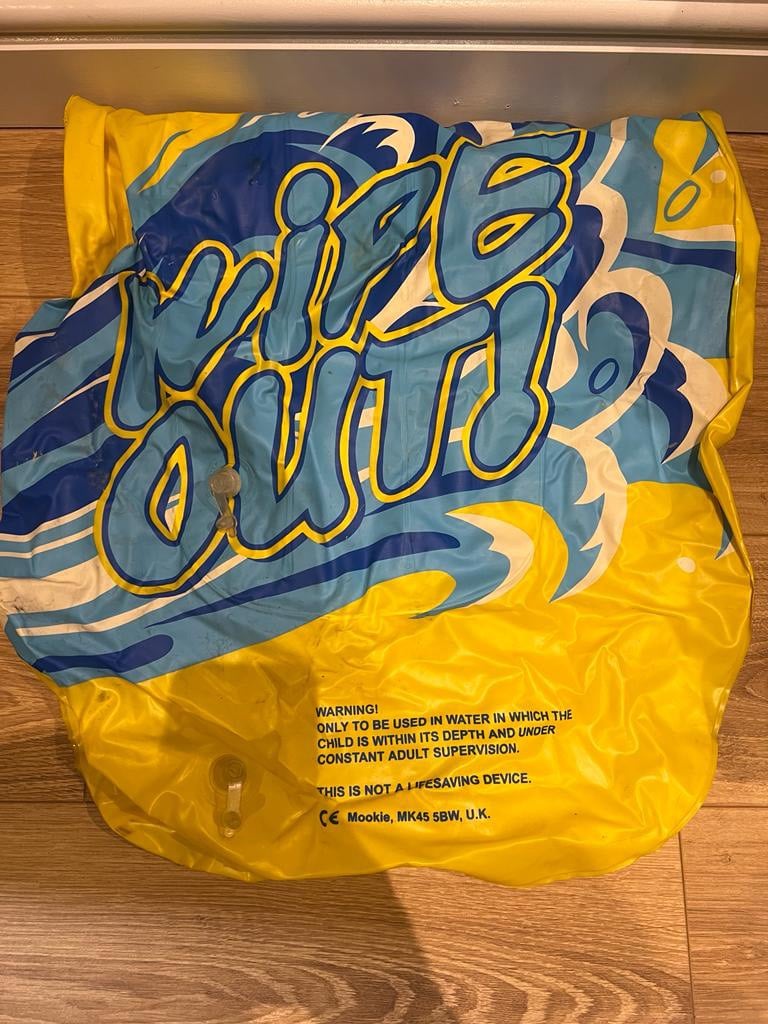 WIPE
OUT!
WARNING!
ONLY TO BE USED IN WATER IN WHICH THE
CHILD IS WITHIN ITS DEPTH AND UNDER
CONSTANT ADULT SUPERVISION.
THIS IS NOT A LIFESAVING DEVICE.
CE Mookie, MK45 5BW, U.K.